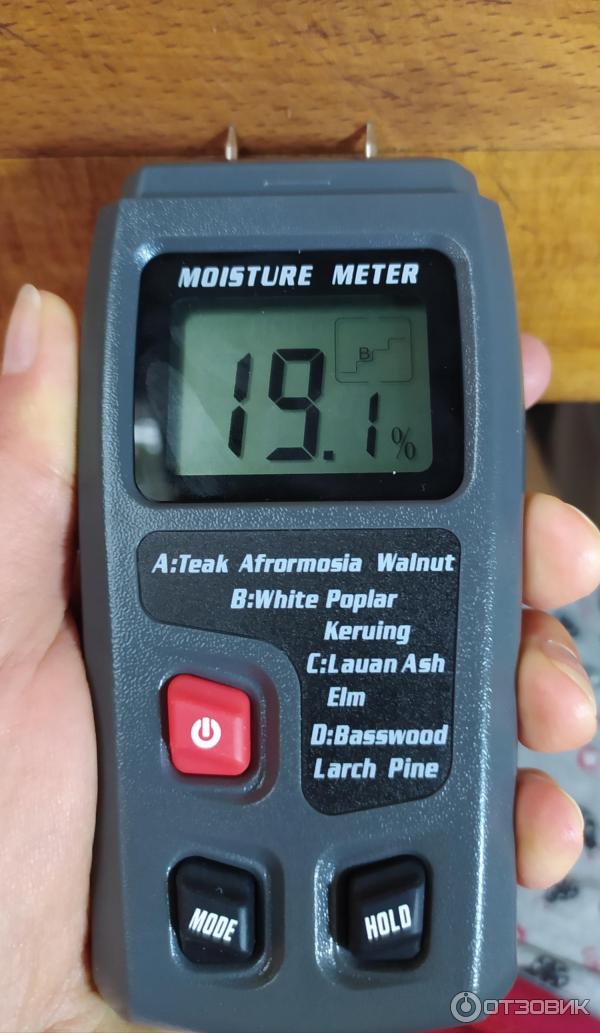 MOISTURE METER
B
19.1%
A:Teak Afrormosia Walnut
B:White Poplar
Keruing
C:Lauan Ash
Elm
D:Basswood
Larch Pine
MODE
HOLD
ОТЗОВИК